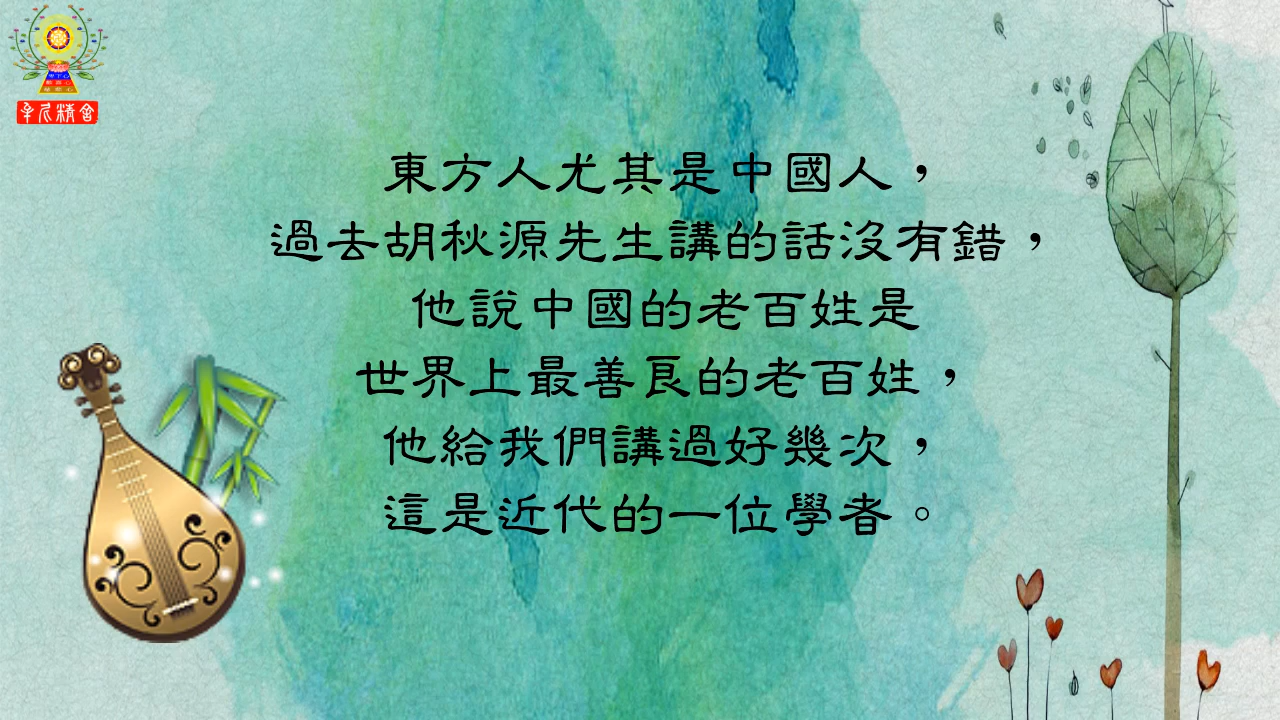 辛人精舍
東方人尤其是中國人，
過去胡秋源先生講的話沒有錯，
他說中國的老百姓是
世界上最善良的老百姓，
他給我們講過好幾次，
這是近代的一位學者。